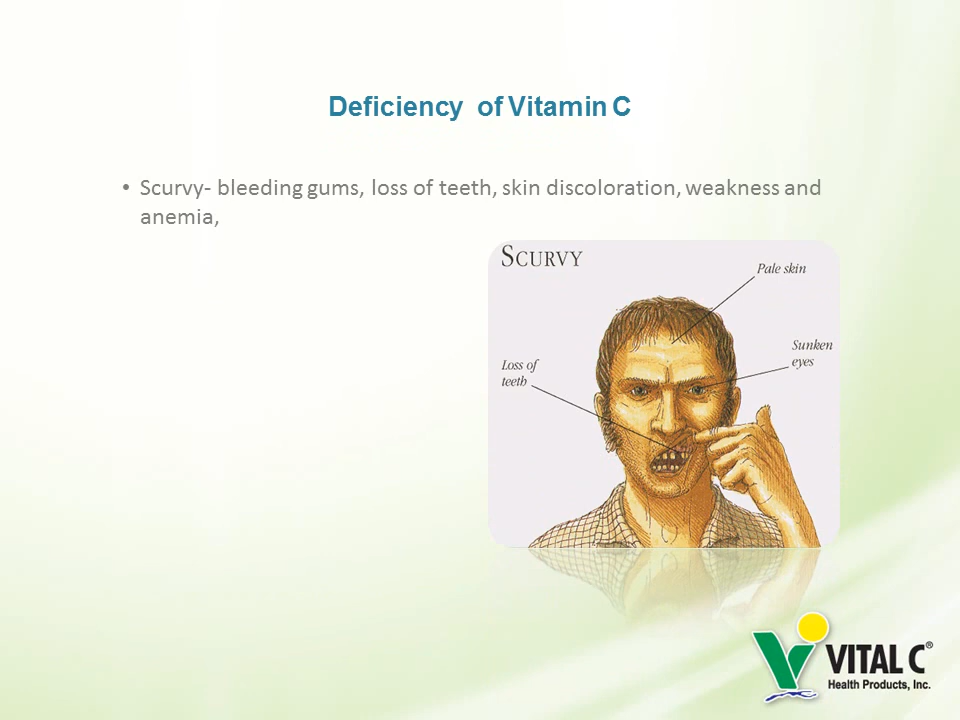 Deficiency of Vitamin C
• Scurvy- bleeding gums, loss of teeth, skin discoloration, weakness and
anemia,
SCURVY
Pale skin
Sunken
eyes
Loss of
teeth
VITAL C®
Health Products, Inc.